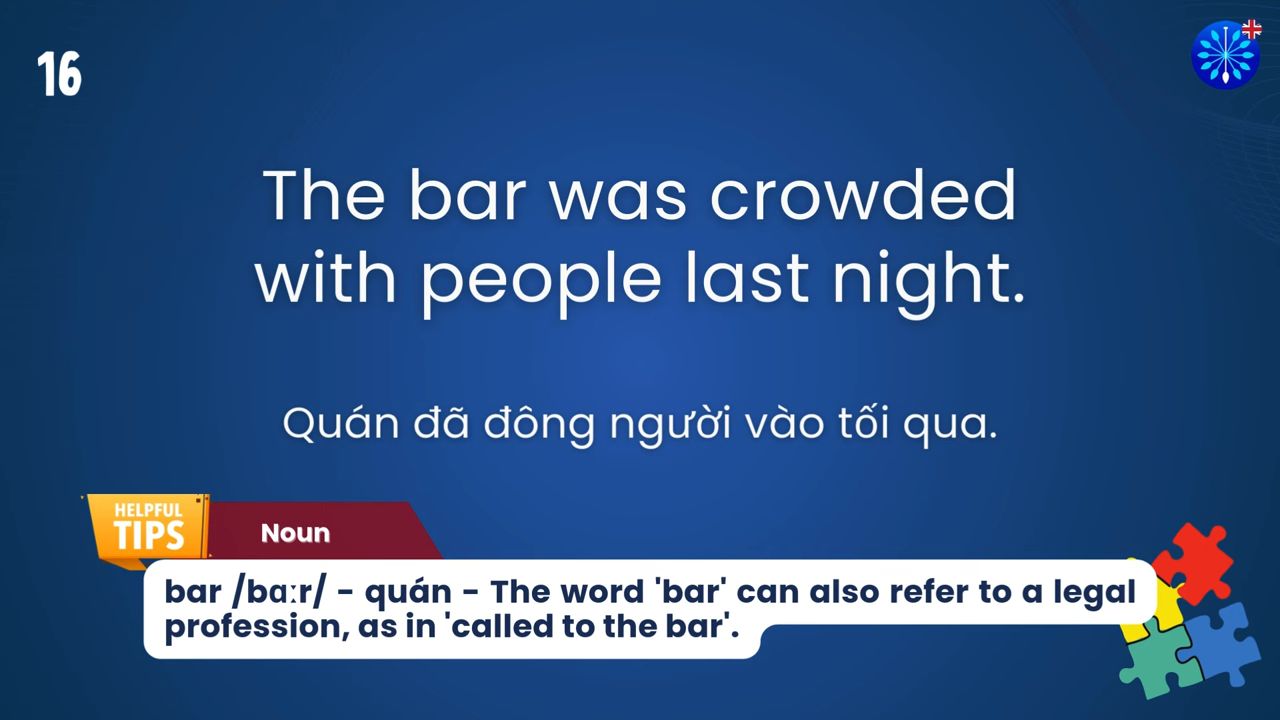 16
The bar was crowded
with people last night.
Quán đã đông người vào tối qua.
HELPFUL
TIPS
Noun
bar /bɑːr/ - quán - The word 'bar' can also refer to a legal
profession, as in 'called to the bar'.